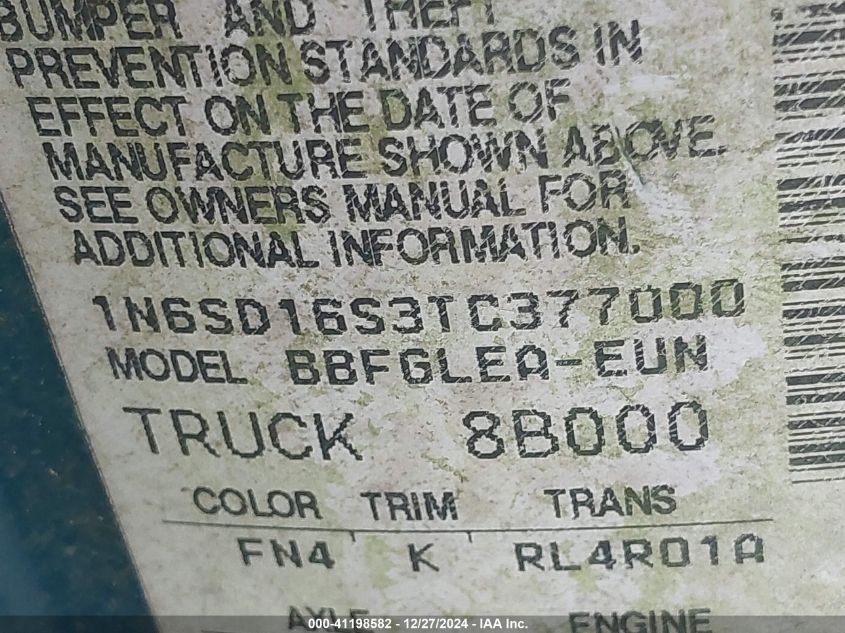 BUMPER AND THEFT
PREVENTION STANDARDS IN
EFFECT ON THE DATE OF
MANUFACTURE SHOWN ABOVE.
SEE OWNERS MANUAL FOR
ADDITIONAL INFORMATION.
1N6SD16S3TC377000
MODEL BBFGLEA-EUN
TRUCK 8B000
COLOR TRIM TRANS
FN4 K RL4R01A
AXLE ENGINE
000-41198582 - 12/27/2024 - IAA Inc.